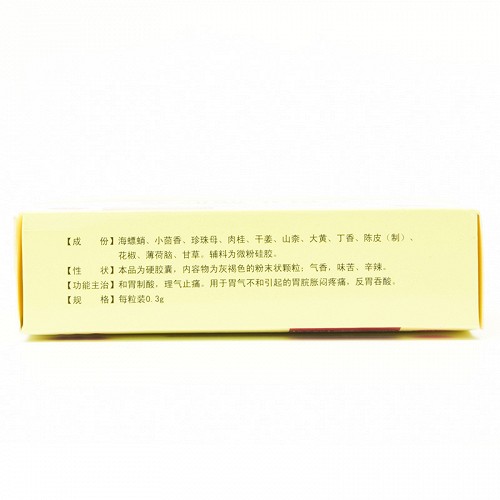 【成　份】海螵蛸、小茴香、珍珠母、肉桂、干姜、山柰、大黄、丁香、陈皮（制）、
花椒、薄荷脑、甘草。辅料为微粉硅胶。
【性　状】本品为硬胶囊，内容物为灰褐色的粉末状颗粒；气香，味苦、辛辣。
【功能主治】和胃制酸，理气止痛。用于胃气不和引起的胃脘胀闷疼痛，反胃吞酸。
【规　格】每粒装0.3g